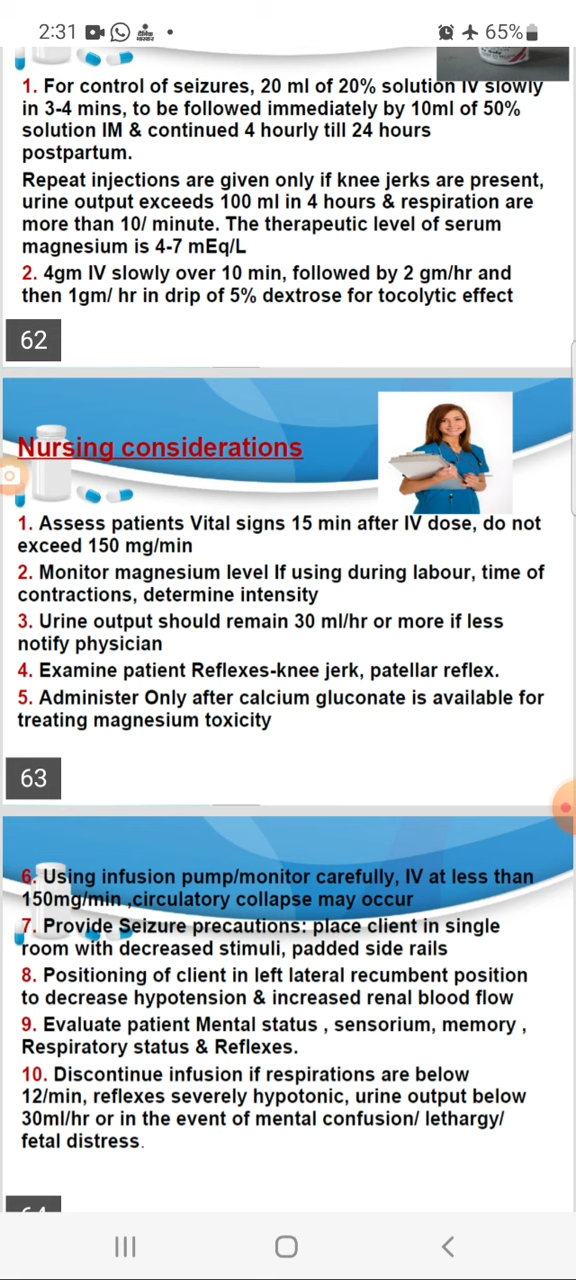 2:31
65%
1. For control of seizures, 20 ml of 20% solution IV slowly
in 3-4 mins, to be followed immediately by 10ml of 50%
solution IM & continued 4 hourly till 24 hours
postpartum.
Repeat injections are given only if knee jerks are present,
urine output exceeds 100 ml in 4 hours & respiration are
more than 10/ minute. The therapeutic level of serum
magnesium is 4-7 mEq/L
2. 4gm IV slowly over 10 min, followed by 2 gm/hr and
then 1gm/ hr in drip of 5% dextrose for tocolytic effect
62
Nursing considerations
1. Assess patients Vital signs 15 min after IV dose, do not
exceed 150 mg/min
2. Monitor magnesium level If using during labour, time of
contractions, determine intensity
3. Urine output should remain 30 ml/hr or more if less
notify physician
4. Examine patient Reflexes-knee jerk, patellar reflex.
5. Administer Only after calcium gluconate is available for
treating magnesium toxicity
63
6. Using infusion pump/monitor carefully, IV at less than
150mg/min ,circulatory collapse may occur
7. Provide Seizure precautions: place client in single
room with decreased stimuli, padded side rails
8. Positioning of client in left lateral recumbent position
to decrease hypotension & increased renal blood flow
9. Evaluate patient Mental status , sensorium, memory ,
Respiratory status & Reflexes.
10. Discontinue infusion if respirations are below
12/min, reflexes severely hypotonic, urine output below
30ml/hr or in the event of mental confusion/ lethargy/
fetal distress.